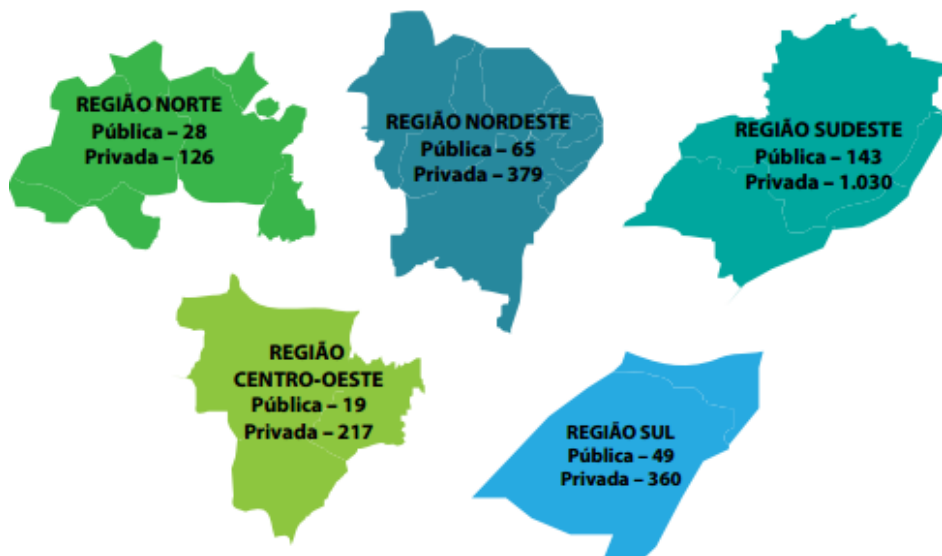 REGIÃO NORTE
Pública – 28
Privada – 126
REGIÃO NORDESTE
Pública – 65
Privada – 379
REGIÃO SUDESTE
Pública – 143
Privada – 1.030
REGIÃO
CENTRO-OESTE
Pública – 19
Privada – 217
REGIÃO SUL
Pública – 49
Privada – 360